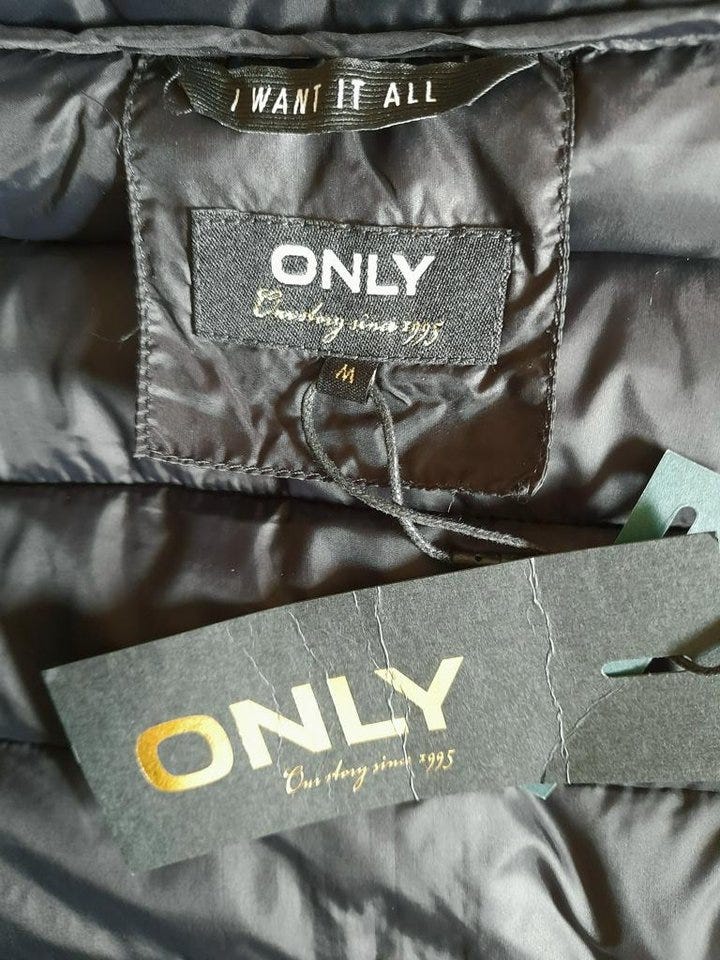 I WANT IT ALL
ONLY
Our story since 1995
M
ONLY
Our story since 1995